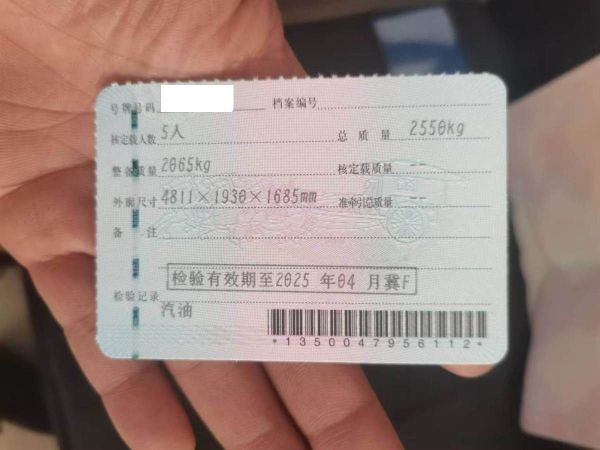 号牌号码 档案编号
核定载人数 5人 总质量 2550kg
整备质量 2065kg 核定载质量 --
外廓尺寸 4811×1930×1685mm 准牵引总质量 --
备注
检验有效期至2025 年04 月冀F
检验记录
汽油
*1350047956112*